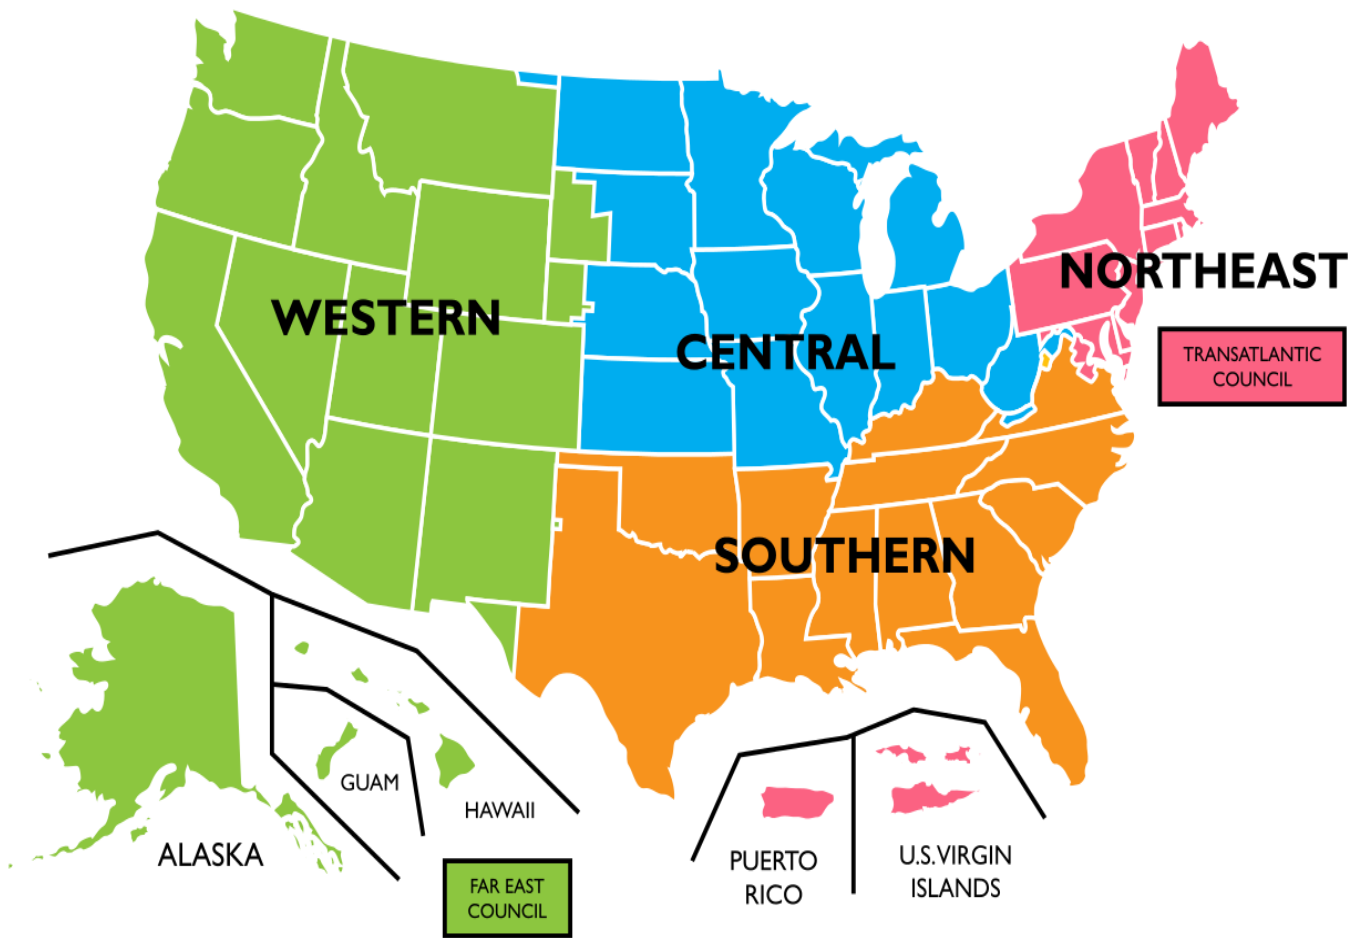 NORTHEAST
WESTERN
CENTRAL
TRANSATLANTIC
COUNCIL
SOUTHERN
GUAM
HAWAII
ALASKA
PUERTO
RICO
U.S.VIRGIN
ISLANDS
FAR EAST
COUNCIL